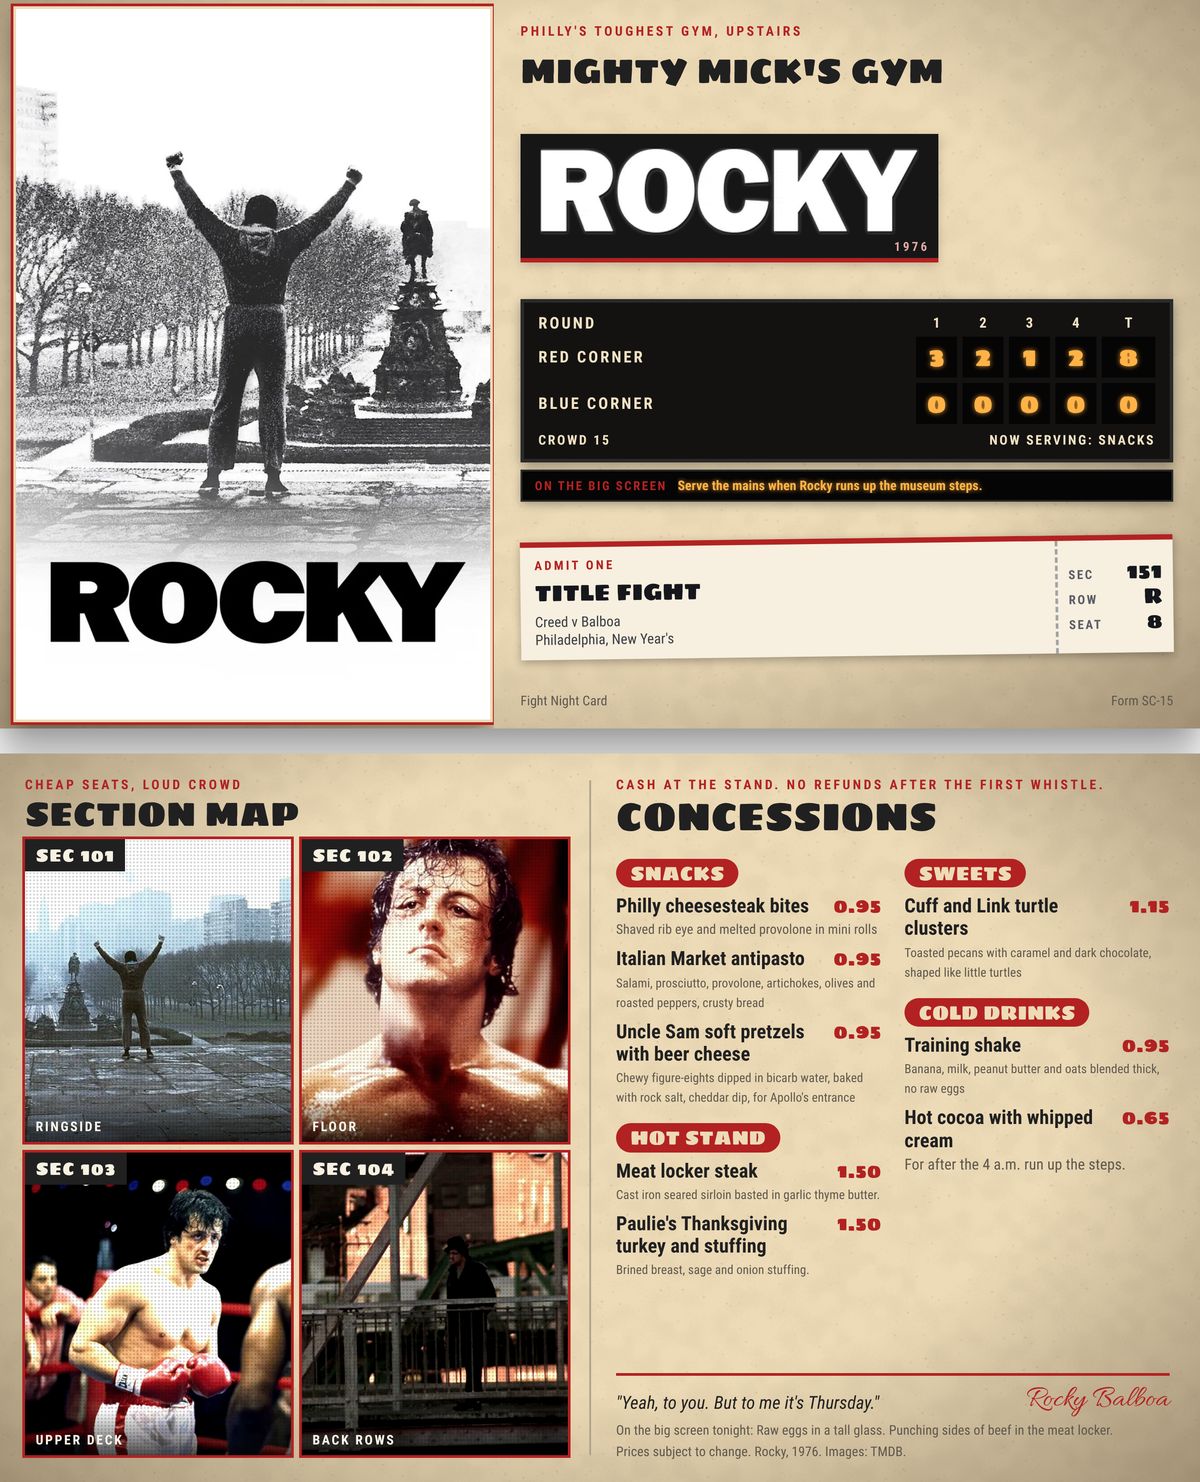 ROCKY
PHILLY'S TOUGHEST GYM, UPSTAIRS
MIGHTY MICK'S GYM
ROCKY
1976
ROUND 1 2 3 4 T
RED CORNER 3 2 1 2 8
BLUE CORNER 0 0 0 0 0
CROWD 15 NOW SERVING: SNACKS
ON THE BIG SCREEN Serve the mains when Rocky runs up the museum steps.
ADMIT ONE
TITLE FIGHT
Creed v Balboa
Philadelphia, New Year's
SEC 151
ROW R
SEAT 8
Fight Night Card Form SC-15
CHEAP SEATS, LOUD CROWD
SECTION MAP
SEC 101
RINGSIDE
SEC 102
FLOOR
SEC 103
UPPER DECK
SEC 104
BACK ROWS
CASH AT THE STAND. NO REFUNDS AFTER THE FIRST WHISTLE.
CONCESSIONS
SNACKS
Philly cheesesteak bites 0.95
Shaved rib eye and melted provolone in mini rolls
Italian Market antipasto 0.95
Salami, prosciutto, provolone, artichokes, olives and
roasted peppers, crusty bread
Uncle Sam soft pretzels 0.95
with beer cheese
Chewy figure-eights dipped in bicarb water, baked
with rock salt, cheddar dip, for Apollo's entrance
HOT STAND
Meat locker steak 1.50
Cast iron seared sirloin basted in garlic thyme butter.
Paulie's Thanksgiving 1.50
turkey and stuffing
Brined breast, sage and onion stuffing.
SWEETS
Cuff and Link turtle 1.15
clusters
Toasted pecans with caramel and dark chocolate,
shaped like little turtles
COLD DRINKS
Training shake 0.95
Banana, milk, peanut butter and oats blended thick,
no raw eggs
Hot cocoa with whipped 0.65
cream
For after the 4 a.m. run up the steps.
"Yeah, to you. But to me it's Thursday." Rocky Balboa
On the big screen tonight: Raw eggs in a tall glass. Punching sides of beef in the meat locker.
Prices subject to change. Rocky, 1976. Images: TMDB.